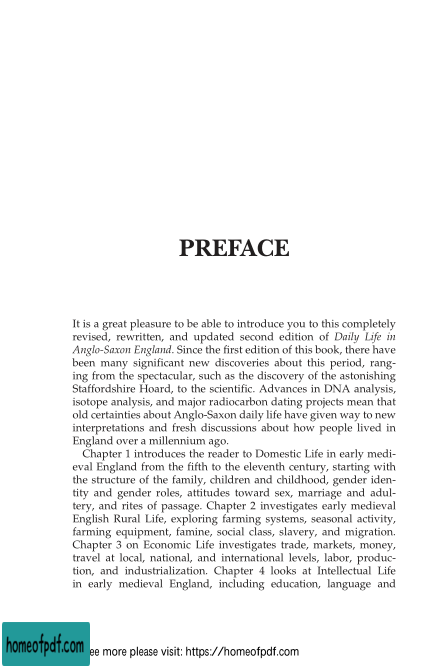 PREFACE
It is a great pleasure to be able to introduce you to this completely
revised, rewritten, and updated second edition of Daily Life in
Anglo-Saxon England. Since the first edition of this book, there have
been many significant new discoveries about this period, rang-
ing from the spectacular, such as the discovery of the astonishing
Staffordshire Hoard, to the scientific. Advances in DNA analysis,
isotope analysis, and major radiocarbon dating projects mean that
old certainties about Anglo-Saxon daily life have given way to new
interpretations and fresh discussions about how people lived in
England over a millennium ago.
Chapter 1 introduces the reader to Domestic Life in early medi-
eval England from the fifth to the eleventh century, starting with
the structure of the family, children and childhood, gender iden-
tity and gender roles, attitudes toward sex, marriage and adul-
tery, and rites of passage. Chapter 2 investigates early medieval
English Rural Life, exploring farming systems, seasonal activity,
farming equipment, famine, social class, slavery, and migration.
Chapter 3 on Economic Life investigates trade, markets, money,
travel at local, national, and international levels, labor, produc-
tion, and industrialization. Chapter 4 looks at Intellectual Life
in early medieval England, including education, language and
homeofpdf.com
ee more please visit: https://homeofpdf.com